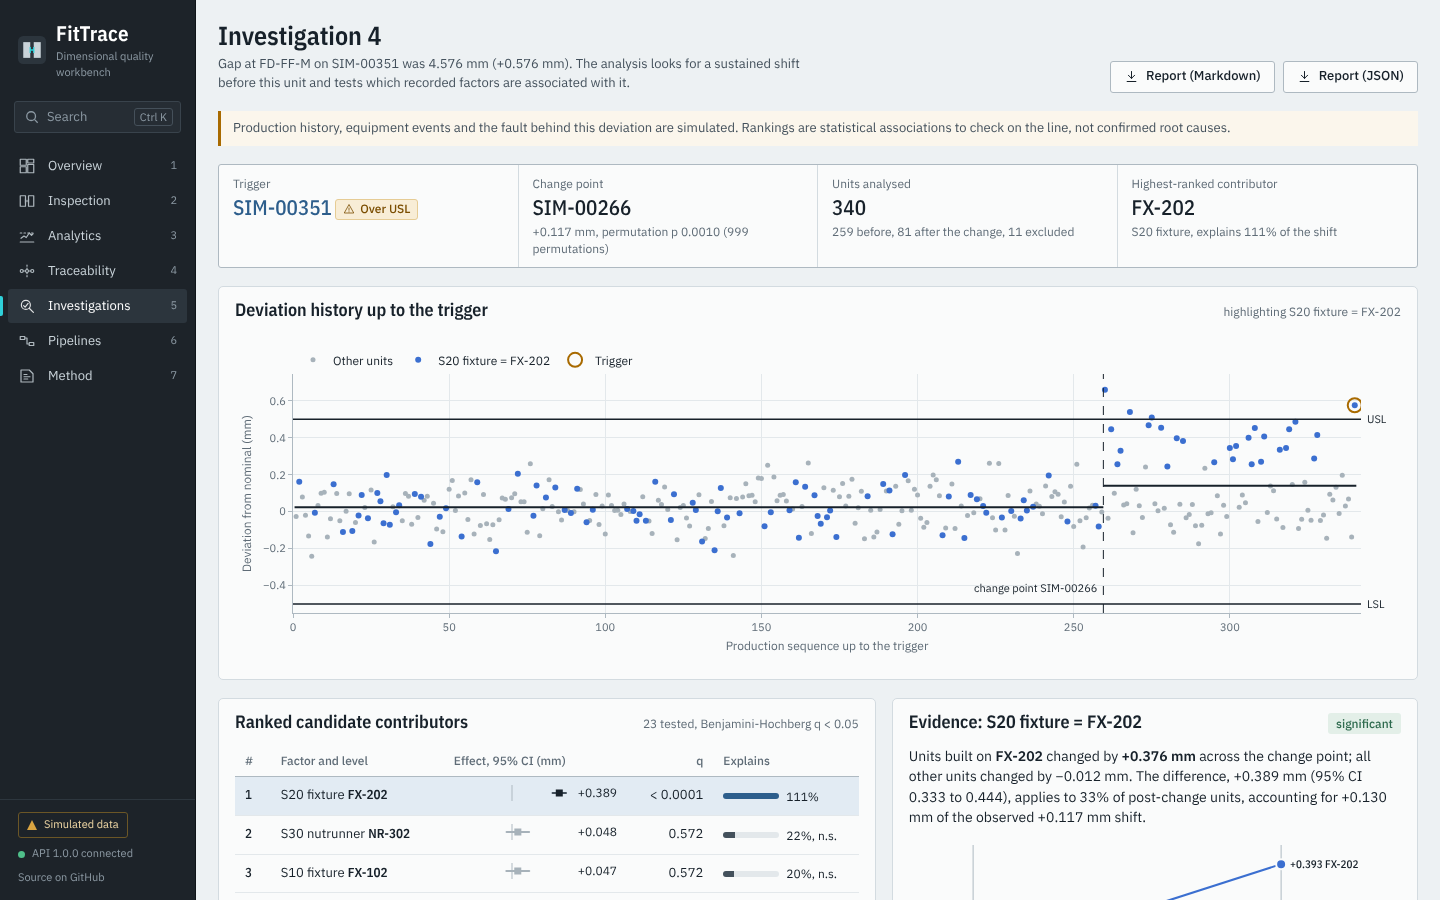 FitTrace
Dimensional quality
workbench
Search
Ctrl K
Overview 1
Inspection 2
Analytics 3
Traceability 4
Investigations 5
Pipelines 6
Method 7
Simulated data
API 1.0.0 connected
Source on GitHub
Investigation 4
Gap at FD-FF-M on SIM-00351 was 4.576 mm (+0.576 mm). The analysis looks for a sustained shift
before this unit and tests which recorded factors are associated with it.
Report (Markdown)
Report (JSON)
Production history, equipment events and the fault behind this deviation are simulated. Rankings are statistical associations to check on the line, not confirmed root causes.
Trigger
SIM-00351 Over USL
Change point
SIM-00266
+0.117 mm, permutation p 0.0010 (999
permutations)
Units analysed
340
259 before, 81 after the change, 11 excluded
Highest-ranked contributor
FX-202
S20 fixture, explains 111% of the shift
Deviation history up to the trigger
highlighting S20 fixture = FX-202
Other units
S20 fixture = FX-202
Trigger
Deviation from nominal (mm)
0.6
0.4
0.2
0
−0.2
−0.4
USL
LSL
change point SIM-00266
0 50 100 150 200 250 300
Production sequence up to the trigger
Ranked candidate contributors
23 tested, Benjamini-Hochberg q < 0.05
# Factor and level Effect, 95% CI (mm) q Explains
1 S20 fixture FX-202 +0.389 < 0.0001 111%
2 S30 nutrunner NR-302 +0.048 0.572 22%, n.s.
3 S10 fixture FX-102 +0.047 0.572 20%, n.s.
Evidence: S20 fixture = FX-202
significant
Units built on FX-202 changed by +0.376 mm across the change point; all
other units changed by −0.012 mm. The difference, +0.389 mm (95% CI
0.333 to 0.444), applies to 33% of post-change units, accounting for +0.130
mm of the observed +0.117 mm shift.
+0.393 FX-202